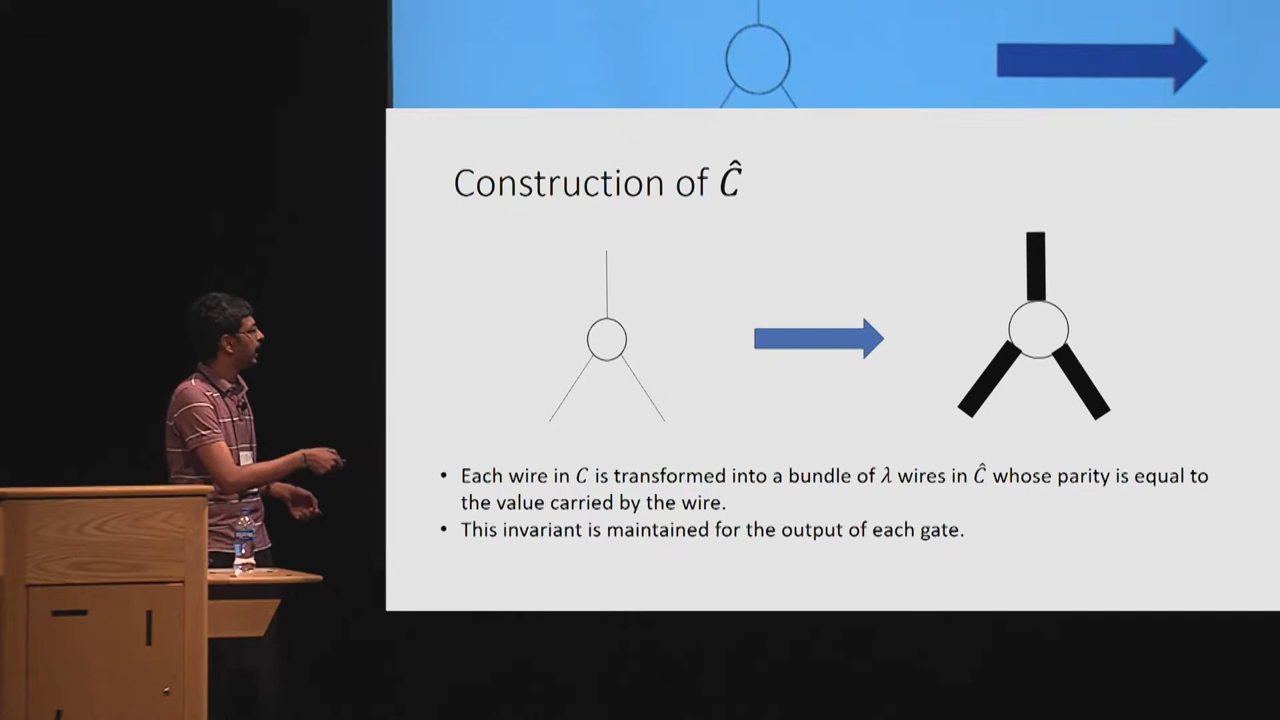 Construction of Ĉ
• Each wire in C is transformed into a bundle of λ wires in Ĉ whose parity is equal to
the value carried by the wire.
• This invariant is maintained for the output of each gate.